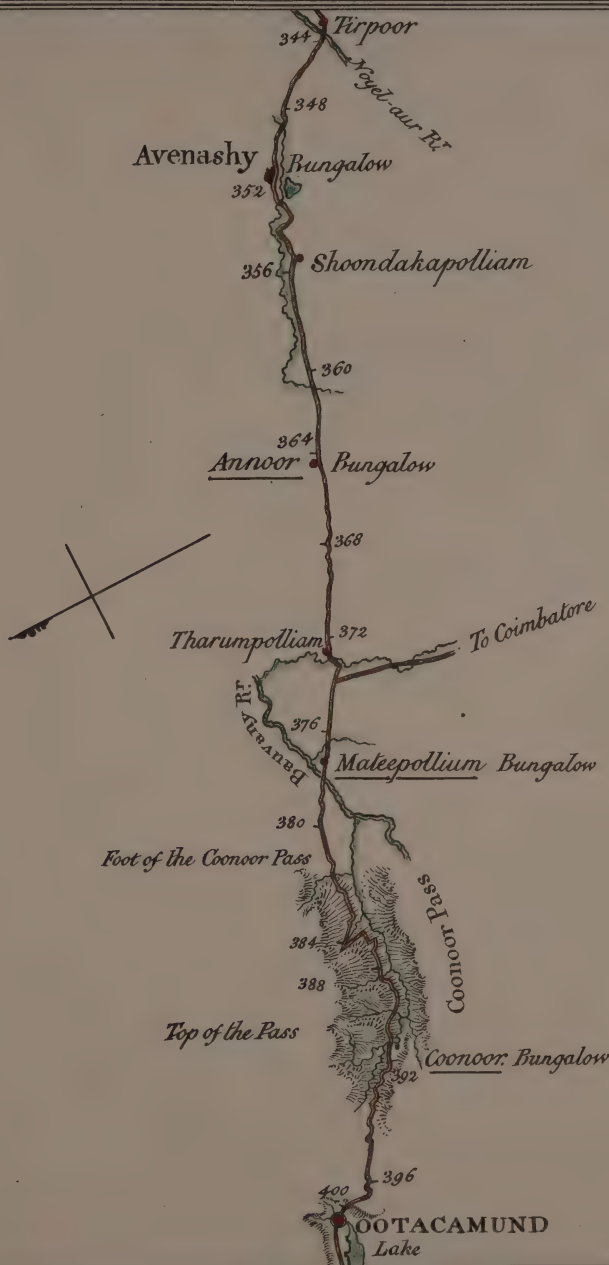 Tirpoor
344
Noyel-aur R.r
348
Avenashy Bungalow
352
Shoondakapolliam
356
360
364
Annoor Bungalow
368
372
Tharumpolliam
To Coimbatore
Bauvany R.r
376
Mateepollium Bungalow
380
Foot of the Coonoor Pass
Coonoor Pass
384
388
Top of the Pass
Coonoor. Bungalow
392
396
400
OOTACAMUND
Lake